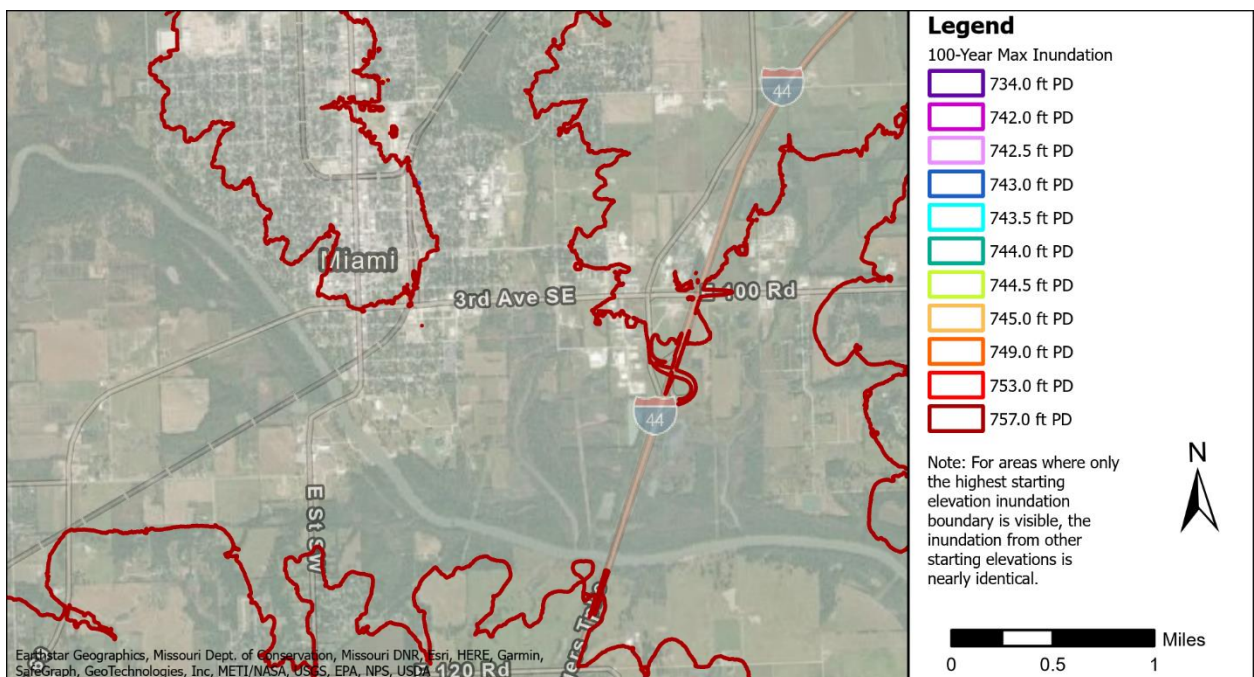 Legend
100-Year Max Inundation
734.0 ft PD
742.0 ft PD
742.5 ft PD
743.0 ft PD
743.5 ft PD
744.0 ft PD
744.5 ft PD
745.0 ft PD
749.0 ft PD
753.0 ft PD
757.0 ft PD
Note: For areas where only
the highest starting
elevation inundation
boundary is visible, the
inundation from other
starting elevations is
nearly identical.
N
Miles
0 0.5 1
44
Miami
3rd Ave SE
E 100 Rd
44
E St SW
120 Rd
Earthstar Geographics, Missouri Dept. of Conservation, Missouri DNR, Esri, HERE, Garmin,
SafeGraph, GeoTechnologies, Inc, METI/NASA, USGS, EPA, NPS, USDA